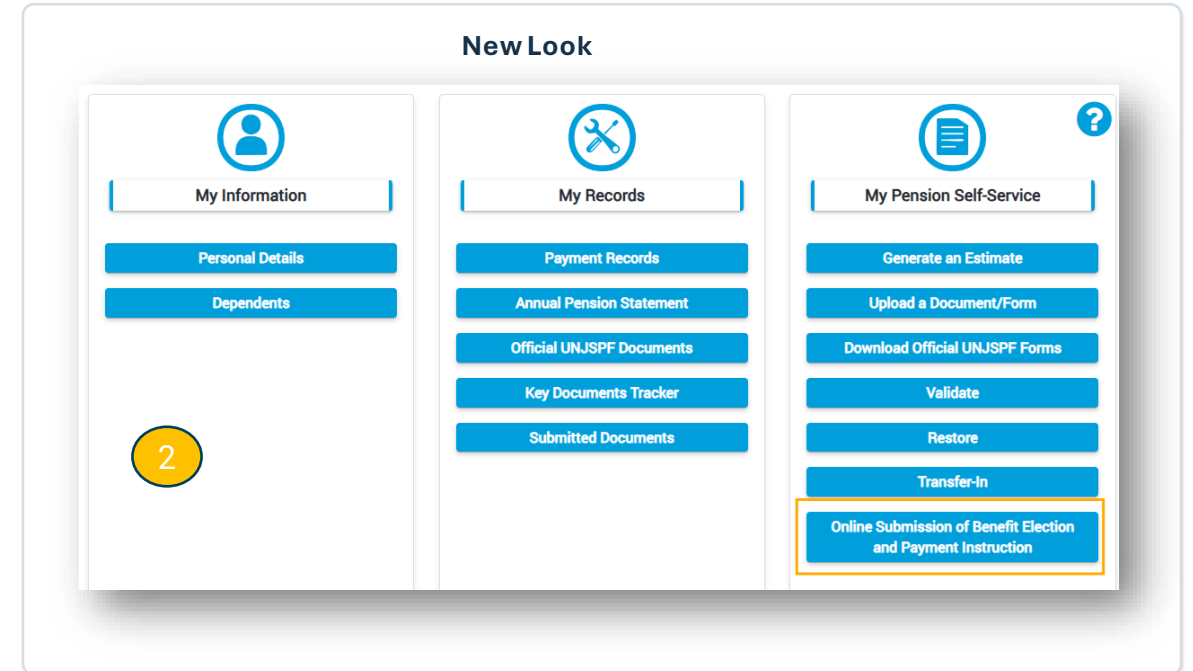 New Look
?
My Information
Personal Details
Dependents
2
My Records
Payment Records
Annual Pension Statement
Official UNJSPF Documents
Key Documents Tracker
Submitted Documents
My Pension Self-Service
Generate an Estimate
Upload a Document/Form
Download Official UNJSPF Forms
Validate
Restore
Transfer-In
Online Submission of Benefit Election
and Payment Instruction